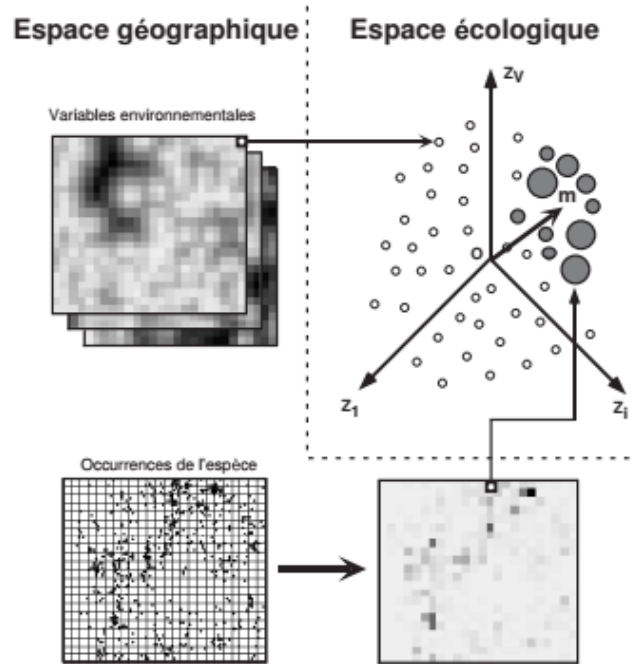 Espace géographique
Espace écologique
Variables environnementales
zV
m
z1
zi
Occurrences de l'espèce